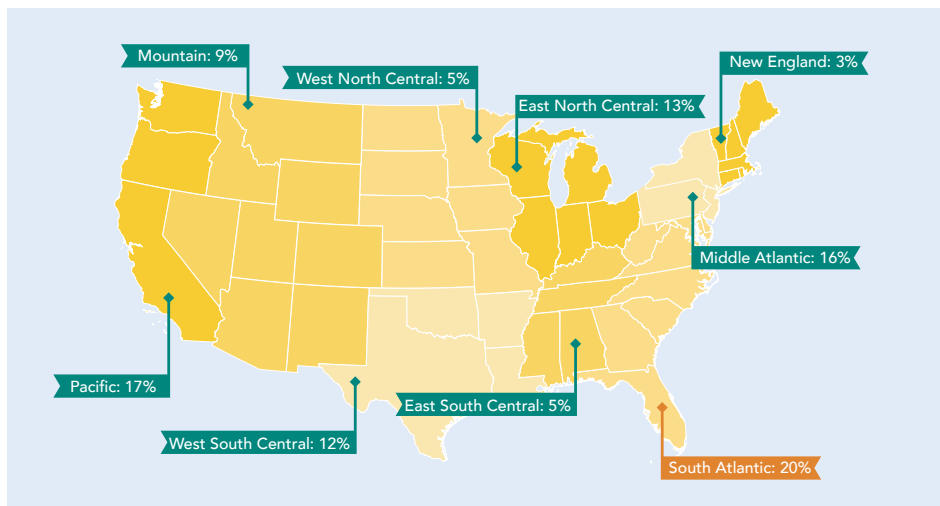 Mountain: 9%
New England: 3%
West North Central: 5%
East North Central: 13%
Middle Atlantic: 16%
Pacific: 17%
East South Central: 5%
West South Central: 12%
South Atlantic: 20%